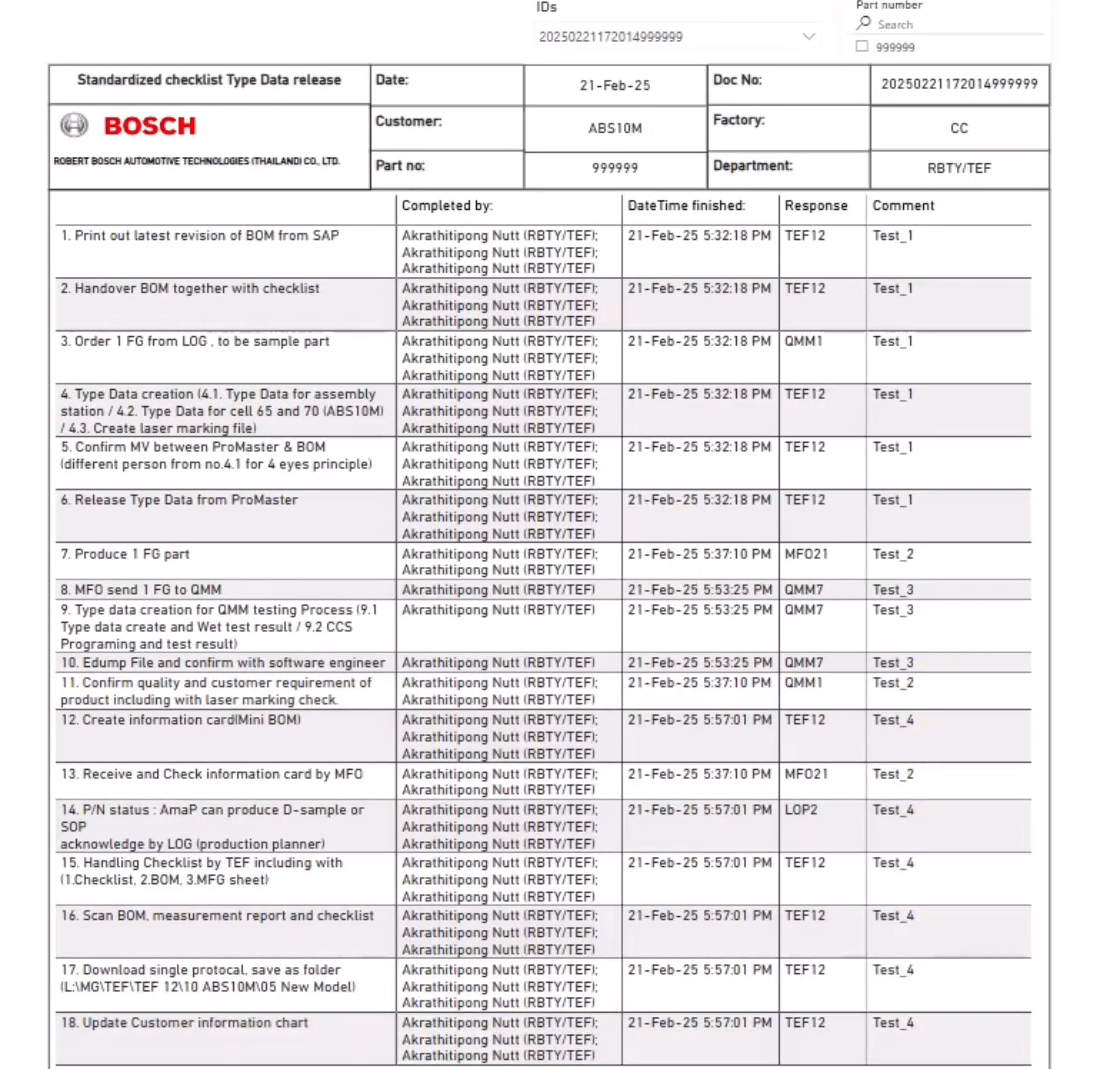 IDs
Part number
20250221172014999999
Search
999999
Standardized checklist Type Data release
Date:
21-Feb-25
Doc No:
20250221172014999999
BOSCH
Customer:
ABS10M
Factory:
CC
ROBERT BOSCH AUTOMOTIVE TECHNOLOGIES (THAILAND) CO., LTD.
Part no:
999999
Department:
RBTY/TEF
Completed by:
DateTime finished:
Response
Comment
1. Print out latest revision of BOM from SAP
Akrathitipong Nutt (RBTY/TEF);
Akrathitipong Nutt (RBTY/TEF);
Akrathitipong Nutt (RBTY/TEF)
21-Feb-25 5:32:18 PM
TEF12
Test_1
2. Handover BOM together with checklist
Akrathitipong Nutt (RBTY/TEF);
Akrathitipong Nutt (RBTY/TEF);
Akrathitipong Nutt (RBTY/TEF)
21-Feb-25 5:32:18 PM
TEF12
Test_1
3. Order 1 FG from LOG , to be sample part
Akrathitipong Nutt (RBTY/TEF);
Akrathitipong Nutt (RBTY/TEF);
Akrathitipong Nutt (RBTY/TEF)
21-Feb-25 5:32:18 PM
QMM1
Test_1
4. Type Data creation (4.1. Type Data for assembly
station / 4.2. Type Data for cell 65 and 70 (ABS10M)
/ 4.3. Create laser marking file)
Akrathitipong Nutt (RBTY/TEF);
Akrathitipong Nutt (RBTY/TEF);
Akrathitipong Nutt (RBTY/TEF)
21-Feb-25 5:32:18 PM
TEF12
Test_1
5. Confirm MV between ProMaster & BOM
(different person from no.4.1 for 4 eyes principle)
Akrathitipong Nutt (RBTY/TEF);
Akrathitipong Nutt (RBTY/TEF);
Akrathitipong Nutt (RBTY/TEF)
21-Feb-25 5:32:18 PM
TEF12
Test_1
6. Release Type Data from ProMaster
Akrathitipong Nutt (RBTY/TEF);
Akrathitipong Nutt (RBTY/TEF);
Akrathitipong Nutt (RBTY/TEF)
21-Feb-25 5:32:18 PM
TEF12
Test_1
7. Produce 1 FG part
Akrathitipong Nutt (RBTY/TEF);
Akrathitipong Nutt (RBTY/TEF)
21-Feb-25 5:37:10 PM
MFO21
Test_2
8. MFO send 1 FG to QMM
Akrathitipong Nutt (RBTY/TEF)
21-Feb-25 5:53:25 PM
QMM7
Test_3
9. Type data creation for QMM testing Process (9.1
Type data create and Wet test result / 9.2 CCS
Programing and test result)
Akrathitipong Nutt (RBTY/TEF)
21-Feb-25 5:53:25 PM
QMM7
Test_3
10. Edump File and confirm with software engineer
Akrathitipong Nutt (RBTY/TEF)
21-Feb-25 5:53:25 PM
QMM7
Test_3
11. Confirm quality and customer requirement of
product including with laser marking check.
Akrathitipong Nutt (RBTY/TEF);
Akrathitipong Nutt (RBTY/TEF)
21-Feb-25 5:37:10 PM
QMM1
Test_2
12. Create information card(Mini BOM)
Akrathitipong Nutt (RBTY/TEF);
Akrathitipong Nutt (RBTY/TEF);
Akrathitipong Nutt (RBTY/TEF)
21-Feb-25 5:57:01 PM
TEF12
Test_4
13. Receive and Check information card by MFO
Akrathitipong Nutt (RBTY/TEF);
Akrathitipong Nutt (RBTY/TEF)
21-Feb-25 5:37:10 PM
MFO21
Test_2
14. P/N status : AmaP can produce D-sample or
SOP
acknowledge by LOG (production planner)
Akrathitipong Nutt (RBTY/TEF);
Akrathitipong Nutt (RBTY/TEF);
Akrathitipong Nutt (RBTY/TEF)
21-Feb-25 5:57:01 PM
LOP2
Test_4
15. Handling Checklist by TEF including with
(1.Checklist, 2.BOM, 3.MFG sheet)
Akrathitipong Nutt (RBTY/TEF);
Akrathitipong Nutt (RBTY/TEF);
Akrathitipong Nutt (RBTY/TEF)
21-Feb-25 5:57:01 PM
TEF12
Test_4
16. Scan BOM, measurement report and checklist
Akrathitipong Nutt (RBTY/TEF);
Akrathitipong Nutt (RBTY/TEF);
Akrathitipong Nutt (RBTY/TEF)
21-Feb-25 5:57:01 PM
TEF12
Test_4
17. Download single protocal, save as folder
(L:\MG\TEF\TEF 12\10 ABS10M\05 New Model)
Akrathitipong Nutt (RBTY/TEF);
Akrathitipong Nutt (RBTY/TEF);
Akrathitipong Nutt (RBTY/TEF)
21-Feb-25 5:57:01 PM
TEF12
Test_4
18. Update Customer information chart
Akrathitipong Nutt (RBTY/TEF);
Akrathitipong Nutt (RBTY/TEF);
Akrathitipong Nutt (RBTY/TEF)
21-Feb-25 5:57:01 PM
TEF12
Test_4